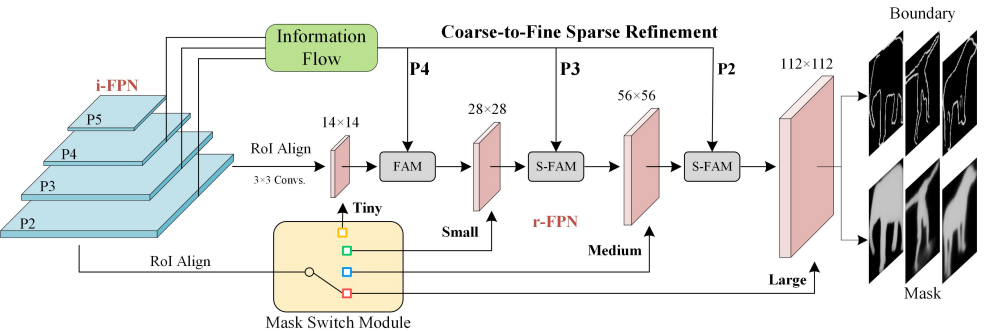 Boundary
Information
Flow
Coarse-to-Fine Sparse Refinement
i-FPN
P4
P3
P2
112×112
56×56
28×28
14×14
P5
P4
P3
P2
RoI Align
3×3 Convs.
FAM
S-FAM
S-FAM
Tiny
Small
r-FPN
Medium
RoI Align
Large
Mask
Mask Switch Module